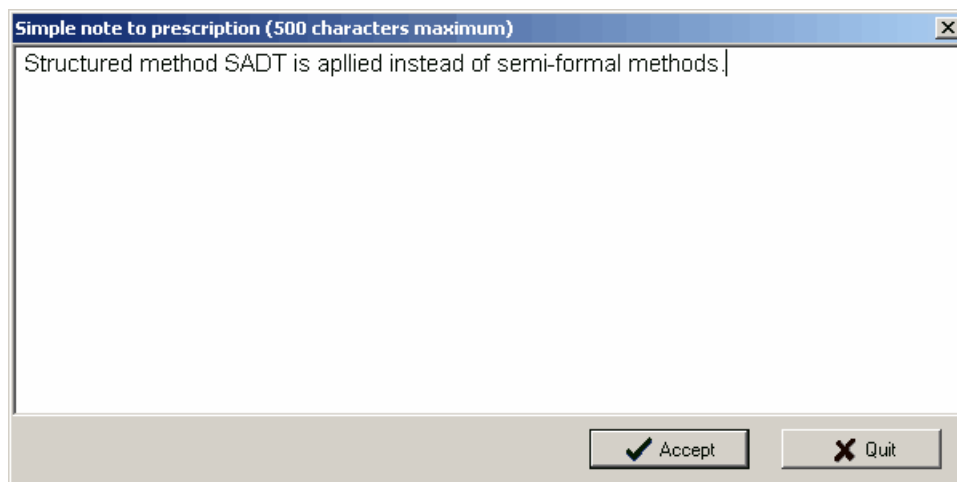 Simple note to prescription (500 characters maximum)
Structured method SADT is apllied instead of semi-formal methods.
Accept
Quit